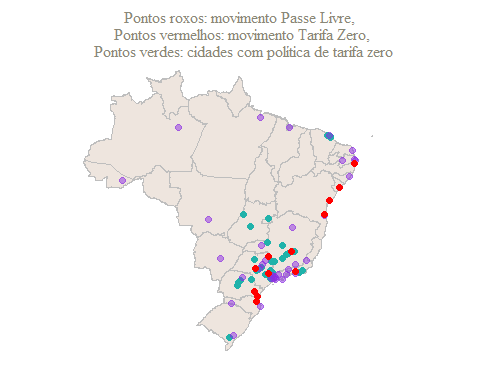 Pontos roxos: movimento Passe Livre,
Pontos vermelhos: movimento Tarifa Zero,
Pontos verdes: cidades com política de tarifa zero